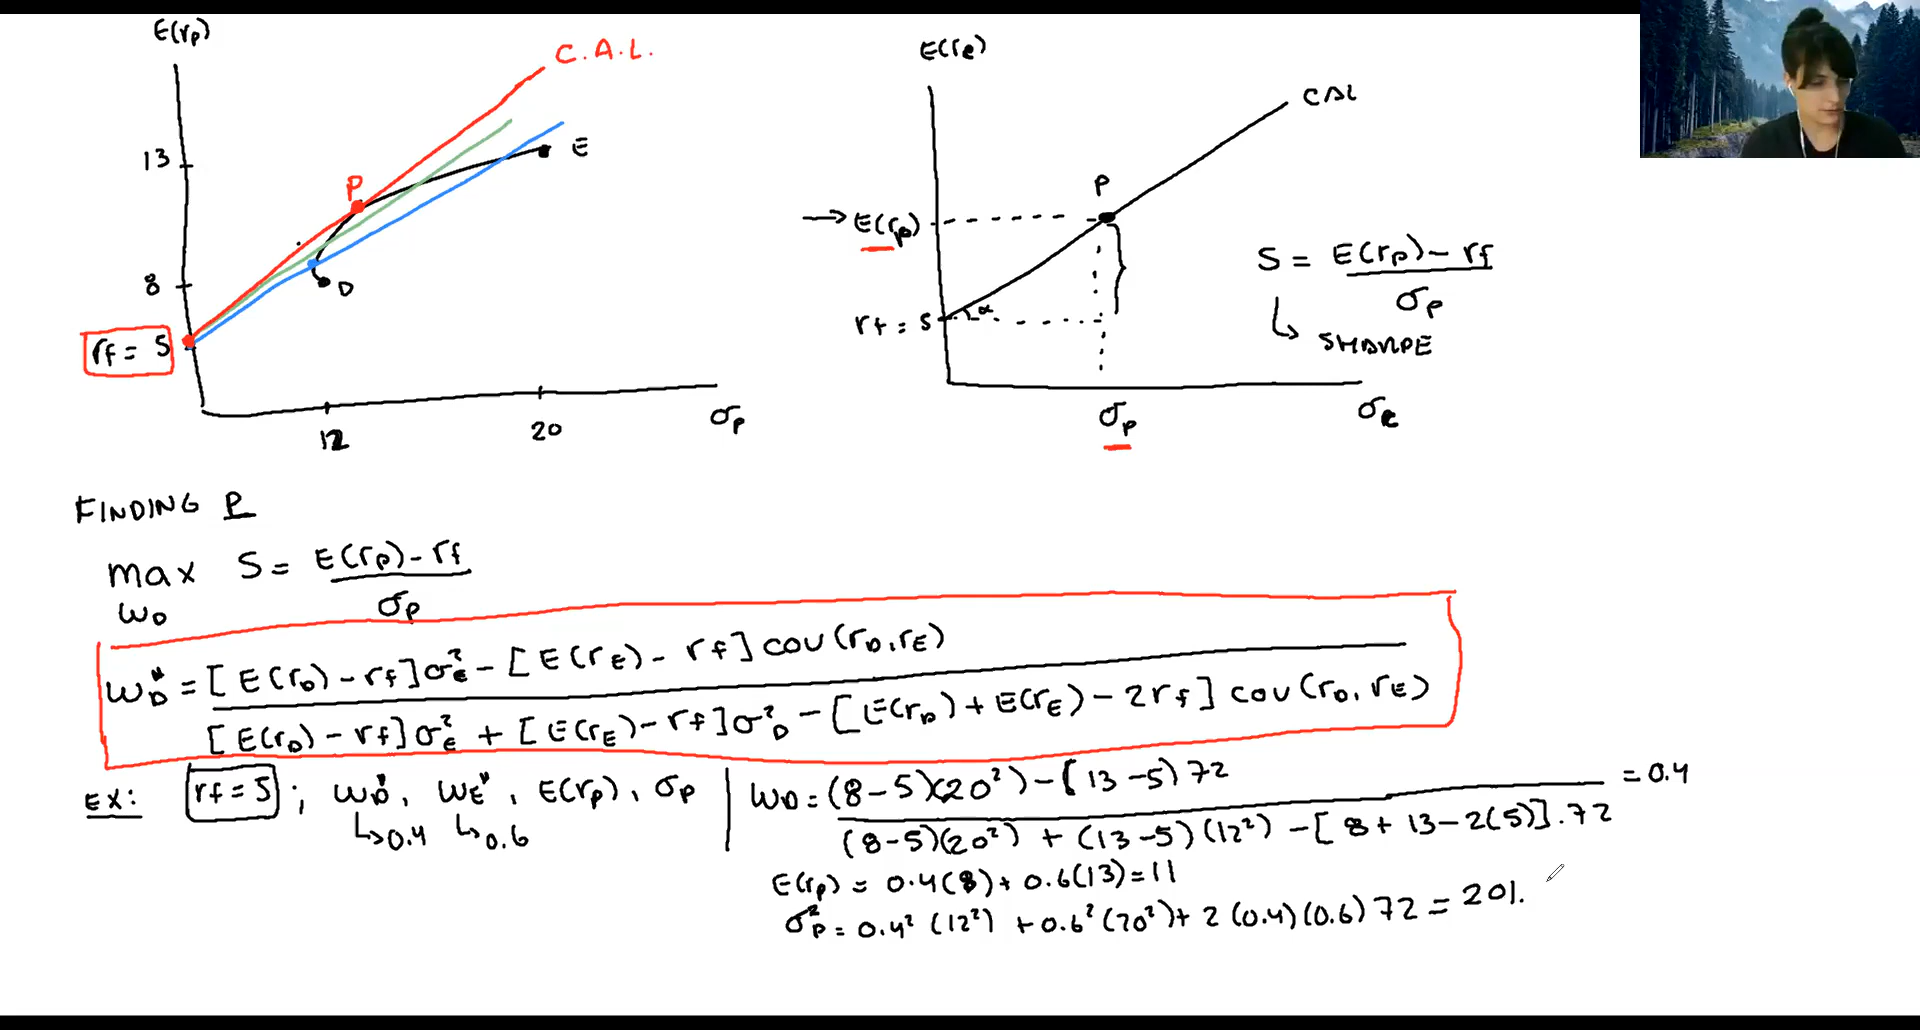 E(rp)
C.A.L.
13
P
E
8
D
rf = 5
12
20
σp
E(rc)
CAL
P
→ E(rp)
α
rf = 5
σp
σc
S = E(rp) - rf
σp
↳ SHARPE
FINDING P
max S = E(rp) - rf
wD σp
wD* = [E(rD) - rf]σE² - [E(rE) - rf] cov(rD, rE)
[E(rD) - rf]σE² + [E(rE) - rf]σ²D - [E(rD) + E(rE) - 2rf] cov(rD, rE)
EX: rf = 5 ; wD*, wE*, E(rp), σp
↳ 0.4 ↳ 0.6
wD = (8-5)(20²) - [13-5) 72 = 0.4
(8-5)(20²) + (13-5)(12²) - [8 + 13 - 2(5)] . 72
E(rp) = 0.4(8) + 0.6(13) = 11
σp² = 0.4² (12²) + 0.6² (20²) + 2 (0.4)(0.6) 72 = 201.